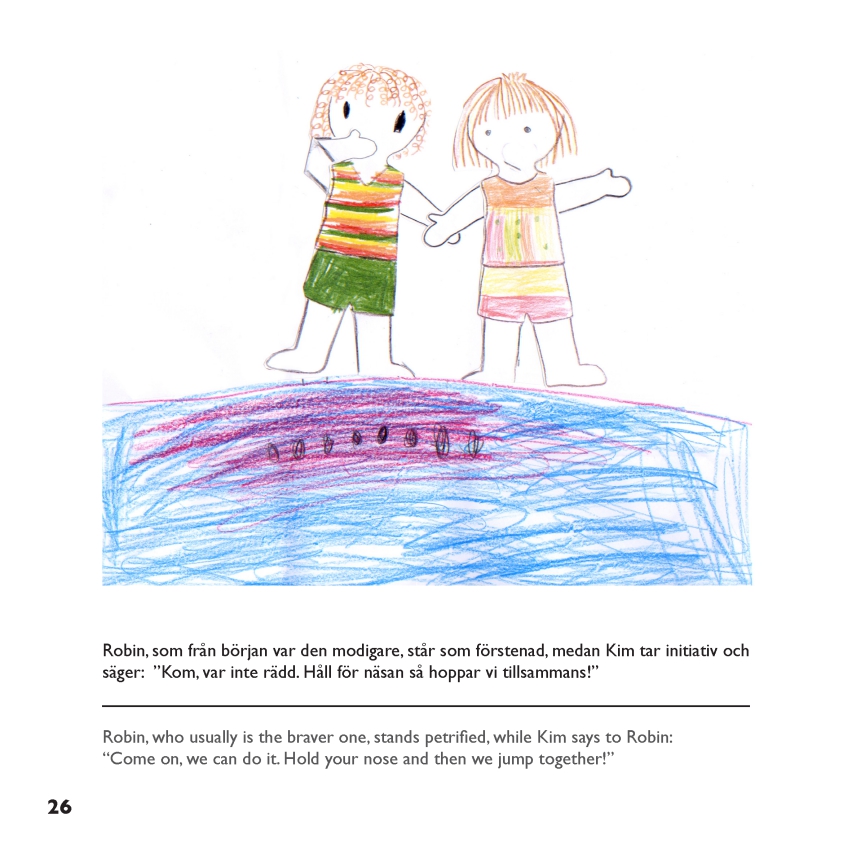 Robin, som från början var den modigare, står som förstenad, medan Kim tar initiativ och
säger:  ”Kom, var inte rädd. Håll för näsan så hoppar vi tillsammans!”
Robin, who usually is the braver one, stands petrified, while Kim says to Robin:
“Come on, we can do it. Hold your nose and then we jump together!”
26